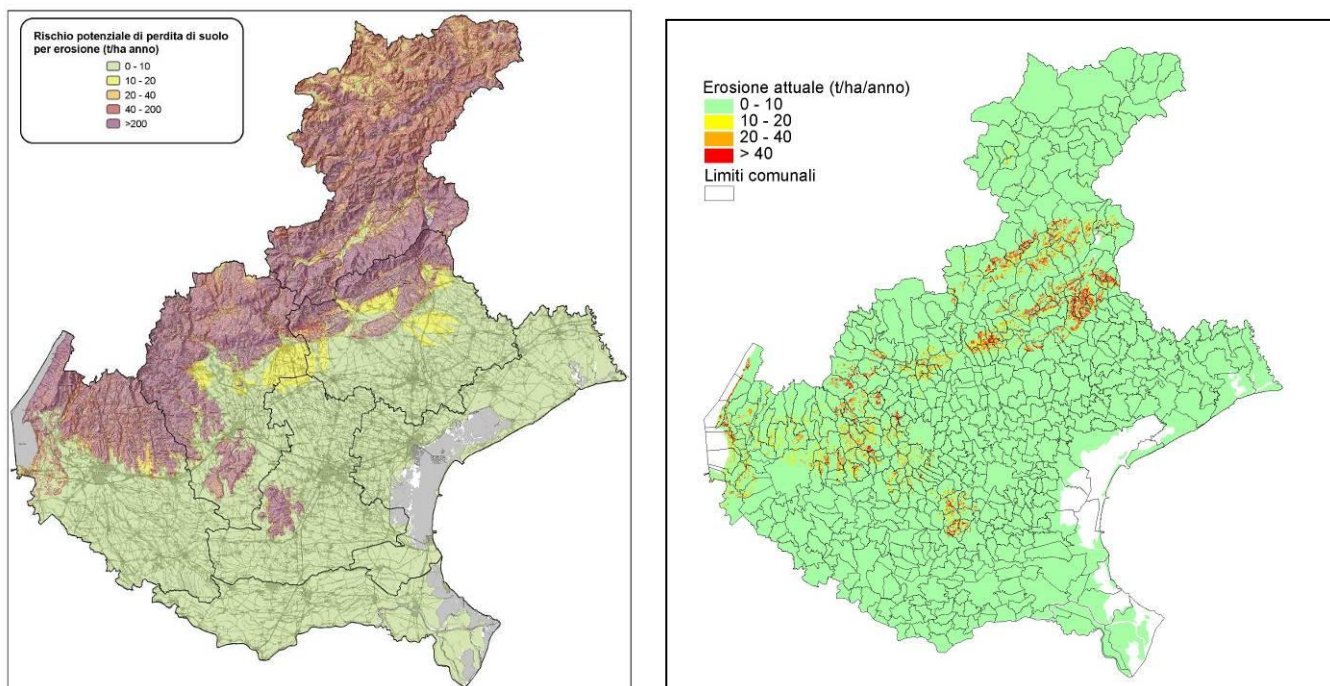 Rischio potenziale di perdita di suolo
per erosione (t/ha anno)
0 - 10
10 - 20
20 - 40
40 - 200
>200
Erosione attuale (t/ha/anno)
0 - 10
10 - 20
20 - 40
> 40
Limiti comunali